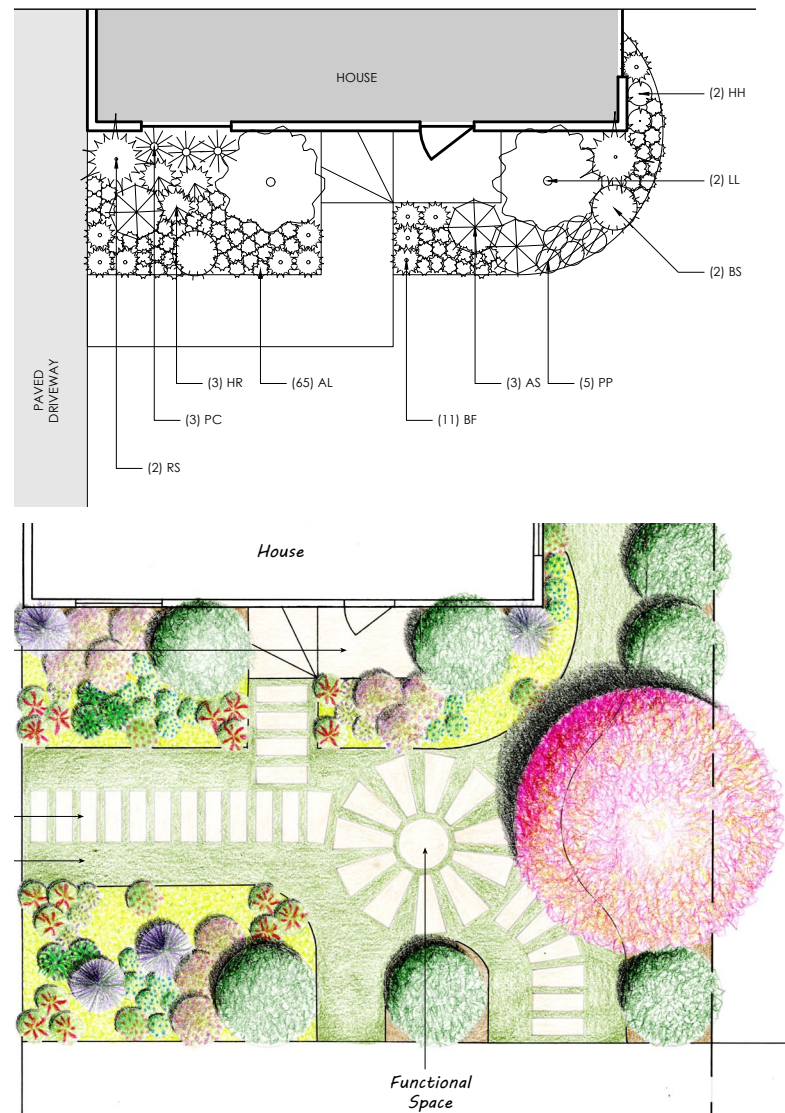 HOUSE
(2) HH
(2) LL
(2) BS
(3) HR
(65) AL
(3) AS
(5) PP
(3) PC
(11) BF
(2) RS
PAVED
DRIVEWAY
House
Functional
Space